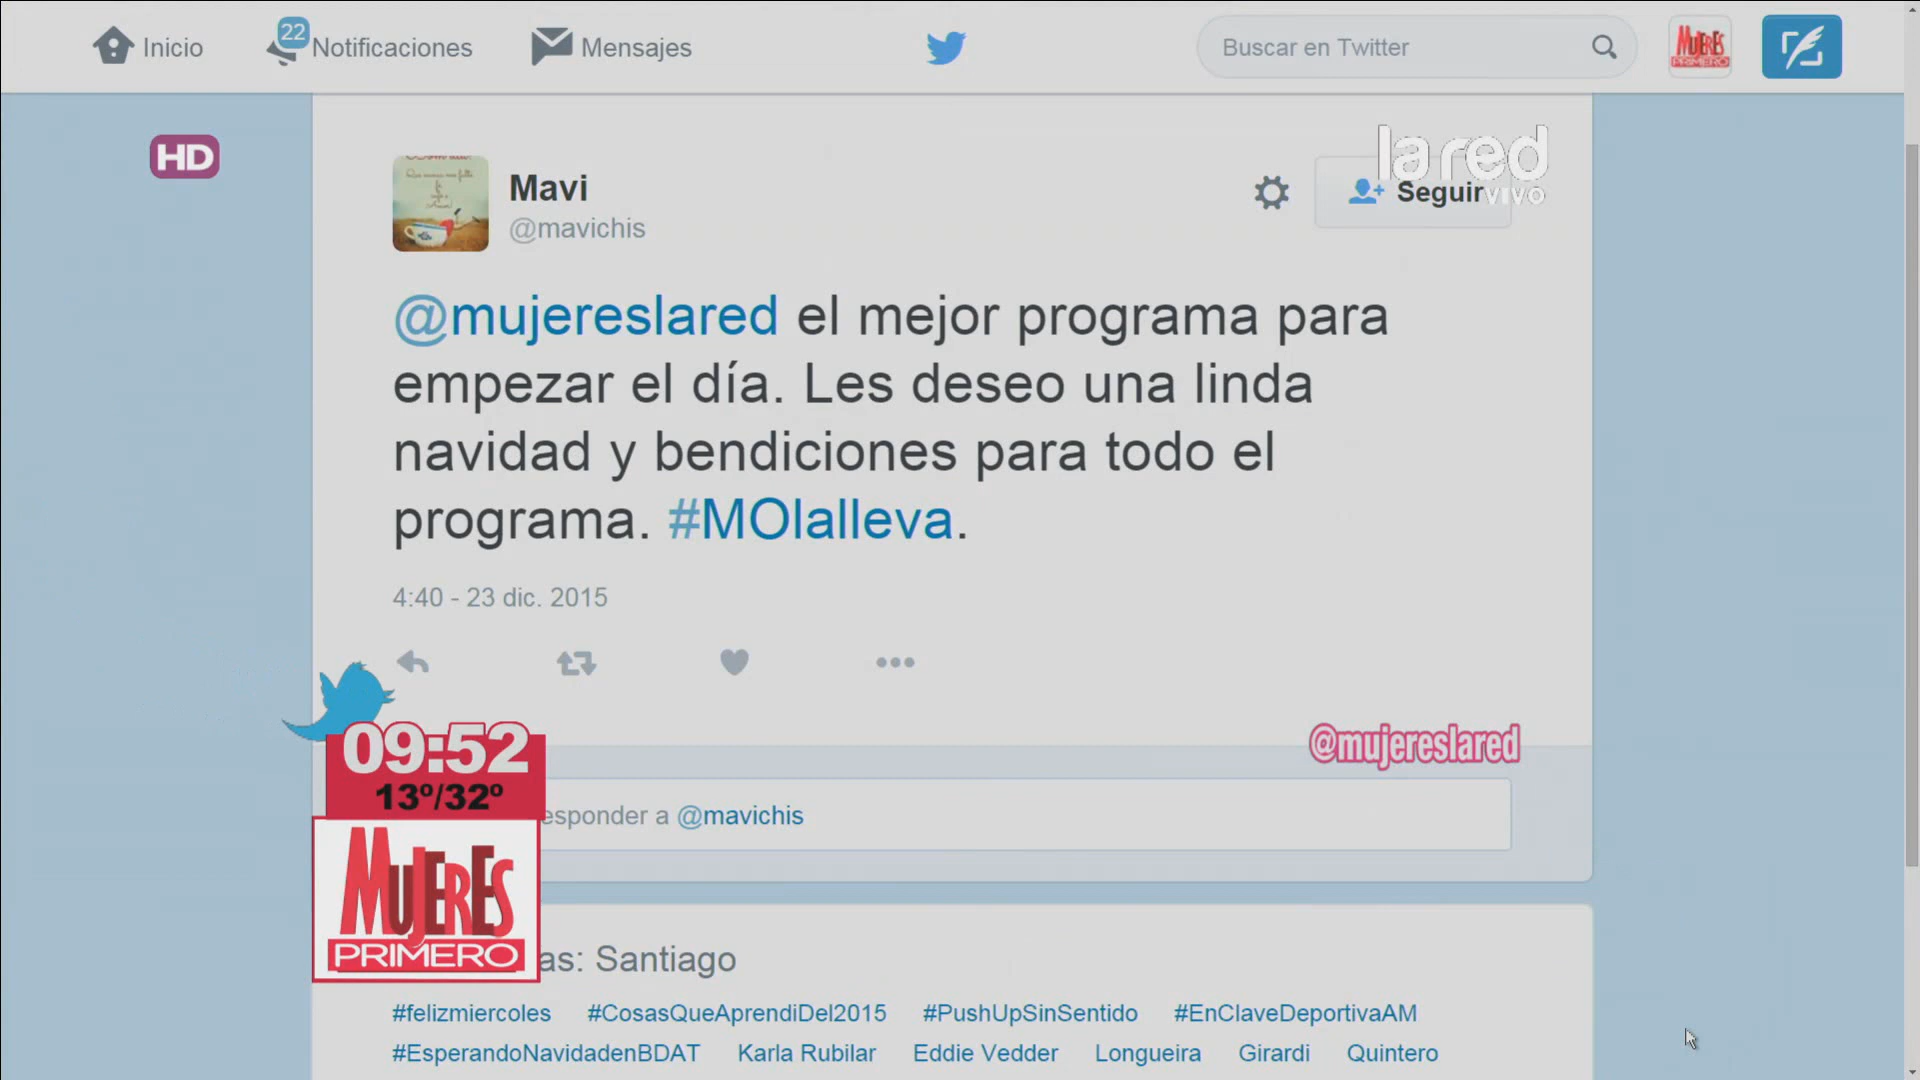 Inicio
22
Notificaciones
Mensajes
Buscar en Twitter
MUJERES
PRIMERO
HD
la red
VIVO
Mavi
@mavichis
Seguir
@mujereslared el mejor programa para
empezar el día. Les deseo una linda
navidad y bendiciones para todo el
programa. #MOlalleva.
4:40 - 23 dic. 2015
@mujereslared
09:52
13º/32º
esponder a @mavichis
MUJERES
PRIMERO
as: Santiago
#felizmiercoles #CosasQueAprendiDel2015 #PushUpSinSentido #EnClaveDeportivaAM
#EsperandoNavidadenBDAT Karla Rubilar Eddie Vedder Longueira Girardi Quintero